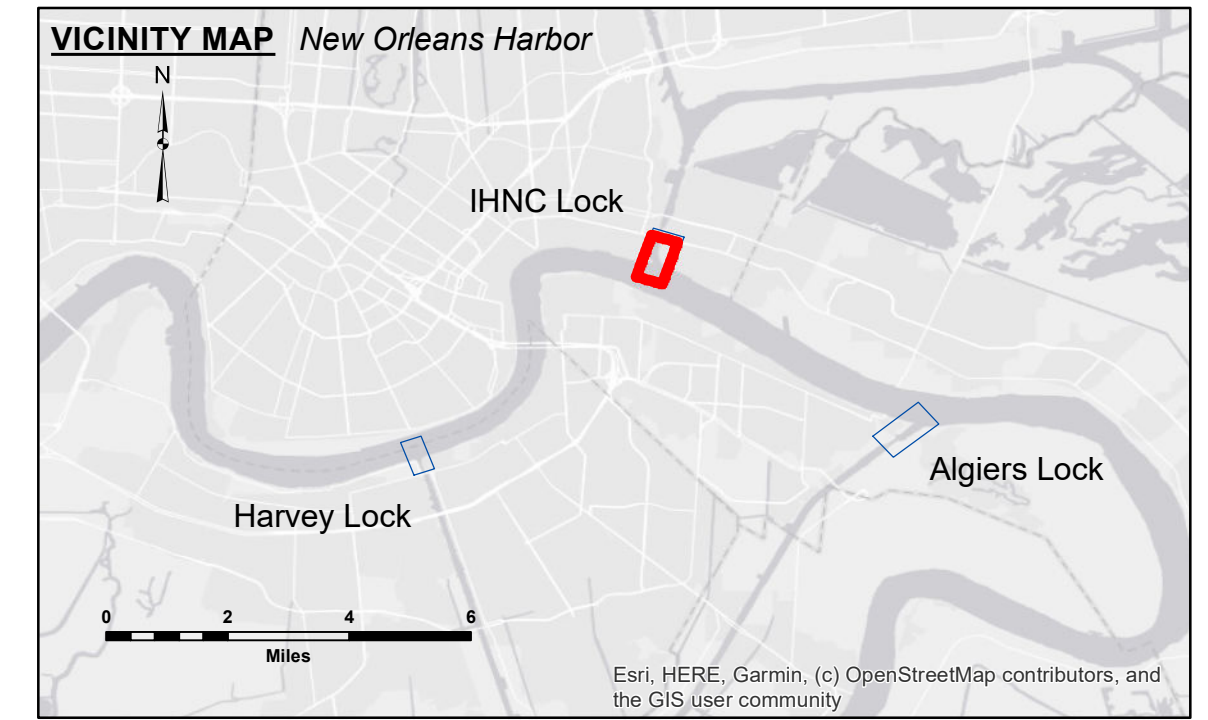 VICINITY MAP New Orleans Harbor
N
IHNC Lock
Algiers Lock
Harvey Lock
0 2 4 6
Miles
Esri, HERE, Garmin, (c) OpenStreetMap contributors, and
the GIS user community